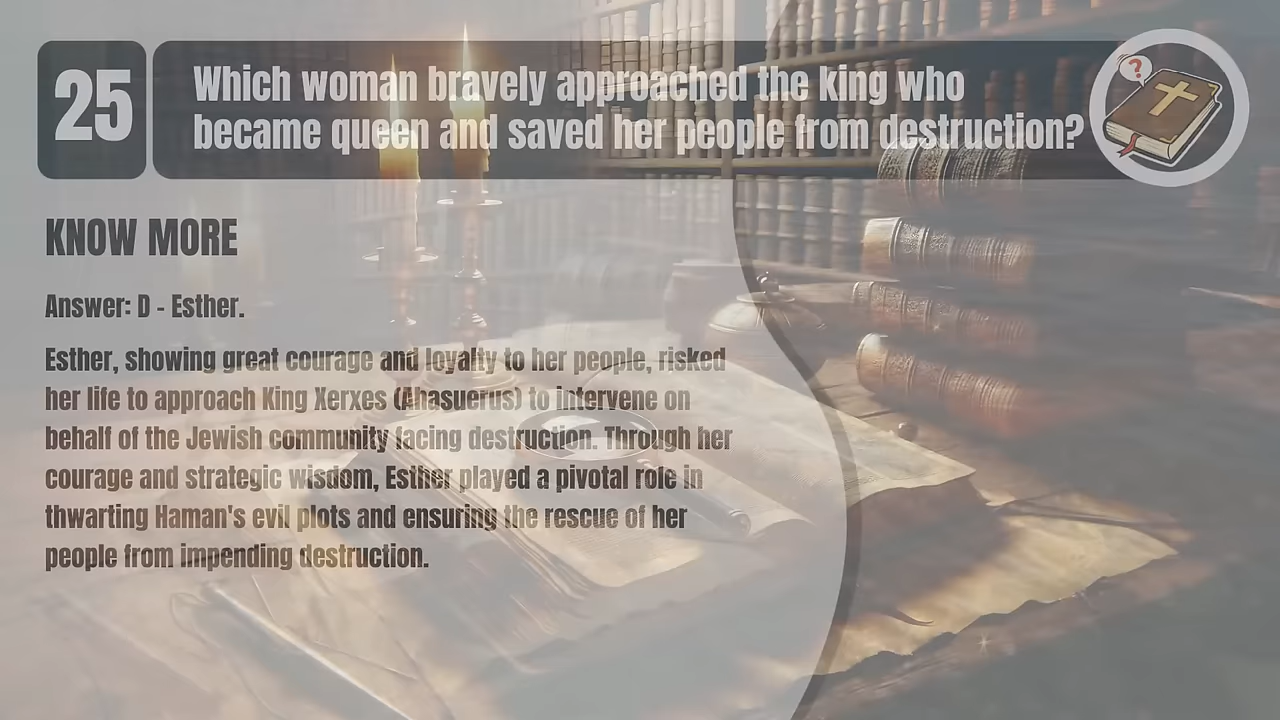 25
Which woman bravely approached the king who
became queen and saved her people from destruction?
?
KNOW MORE
Answer: D - Esther.
Esther, showing great courage and loyalty to her people, risked
her life to approach King Xerxes (Ahasuerus) to intervene on
behalf of the Jewish community facing destruction. Through her
courage and strategic wisdom, Esther played a pivotal role in
thwarting Haman's evil plots and ensuring the rescue of her
people from impending destruction.